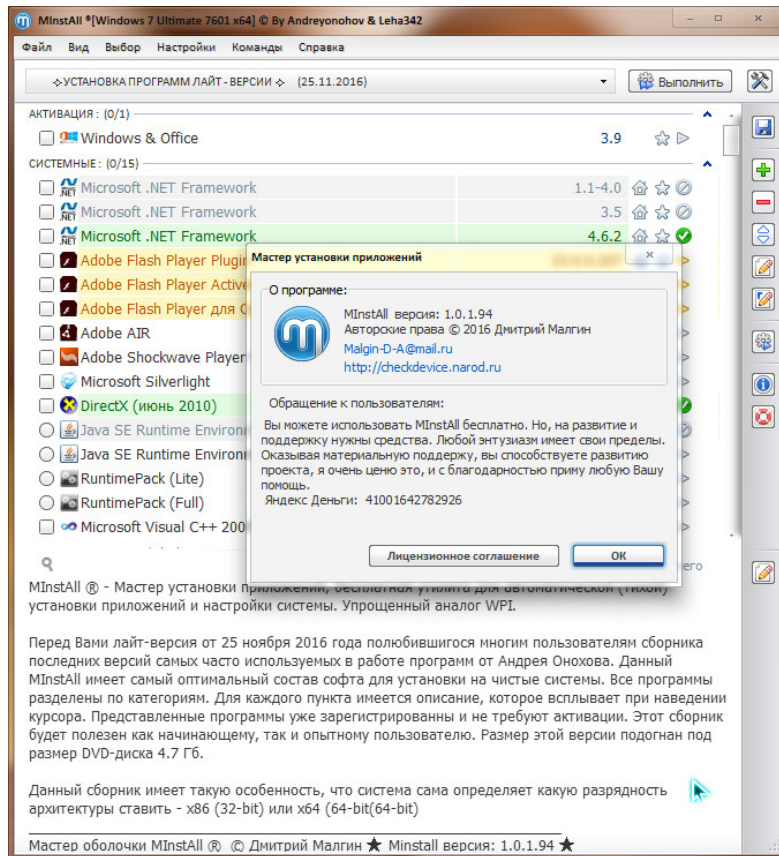 MInstAll ®[Windows 7 Ultimate 7601 x64] © By Andreyonohov & Leha342
Файл Вид Выбор Настройки Команды Справка
УСТАНОВКА ПРОГРАММ ЛАЙТ - ВЕРСИИ (25.11.2016)
Выполнить
АКТИВАЦИЯ : (0/1)
Windows & Office 3.9
СИСТЕМНЫЕ : (0/15)
Microsoft .NET Framework 1.1-4.0
Microsoft .NET Framework 3.5
Microsoft .NET Framework 4.6.2
Adobe Flash Player Plugin
Adobe Flash Player Active
Adobe Flash Player для
Adobe AIR
Adobe Shockwave Player
Microsoft Silverlight
DirectX (июнь 2010)
Java SE Runtime
Java SE Runtime
RuntimePack (Lite)
RuntimePack (Full)
Microsoft Visual C++ 200
Мастер установки приложений
О программе:
MInstAll версия: 1.0.1.94
Авторские права © 2016 Дмитрий Малгин
Malgin-D-A@mail.ru
http://checkdevice.narod.ru
Обращение к пользователям:
Вы можете использовать MInstAll бесплатно. Но, на развитие и
поддержку нужны средства. Любой энтузиазм имеет свои пределы.
Оказывая материальную поддержку, вы способствуете развитию
проекта, я очень ценю это, и с благодарностью приму любую Вашу
помощь.
Яндекс Деньги: 41001642782926
Лицензионное соглашение OK
MInstAll ® - Мастер установки приложений, бесплатная утилита для автоматической (тихой)
установки приложений и настройки системы. Упрощенный аналог WPI.
Перед Вами лайт-версия от 25 ноября 2016 года полюбившигося многим пользователям сборника
последних версий самых часто используемых в работе программ от Андрея Онохова. Данный
MInstAll имеет самый оптимальный состав софта для установки на чистые системы. Все программы
разделены по категориям. Для каждого пункта имеется описание, которое всплывает при наведении
курсора. Представленные программы уже зарегистрированны и не требуют активации. Этот сборник
будет полезен как начинающему, так и опытному пользователю. Размер этой версии подогнан под
размер DVD-диска 4.7 Гб.
Данный сборник имеет такую особенность, что система сама определяет какую разрядность
архитектуры ставить - x86 (32-bit) или x64 (64-bit(64-bit)
Мастер оболочки MInstAll ® © Дмитрий Малгин ★ Minstall версия: 1.0.1.94 ★